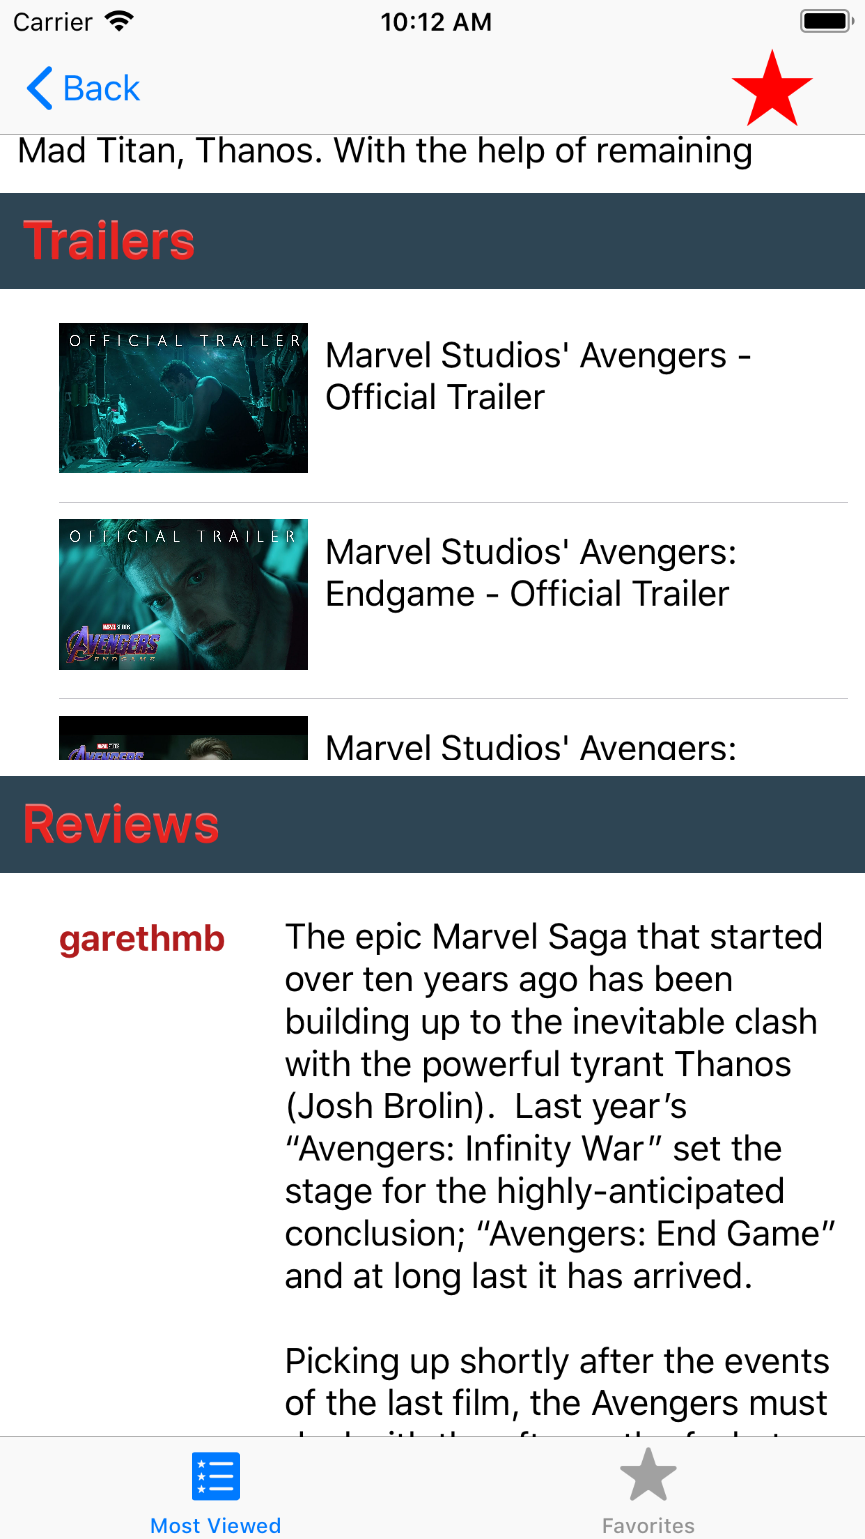 Carrier
10:12 AM
Back
Mad Titan, Thanos. With the help of remaining
Trailers
OFFICIAL TRAILER
Marvel Studios' Avengers -
Official Trailer
OFFICIAL TRAILER
MARVEL STUDIOS
AVENGERS
ENDGAME
Marvel Studios' Avengers:
Endgame - Official Trailer
Marvel Studios' Avengers:
Reviews
garethmb
The epic Marvel Saga that started
over ten years ago has been
building up to the inevitable clash
with the powerful tyrant Thanos
(Josh Brolin).  Last year’s
“Avengers: Infinity War” set the
stage for the highly-anticipated
conclusion; “Avengers: End Game”
and at long last it has arrived.
Picking up shortly after the events
of the last film, the Avengers must
Most Viewed
Favorites